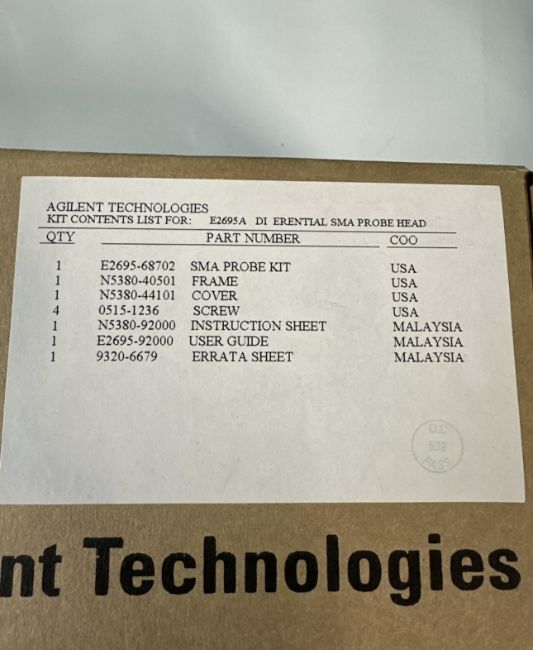 AGILENT TECHNOLOGIES
KIT CONTENTS LIST FOR: E2695A DI ERENTIAL SMA PROBE HEAD
QTY PART NUMBER COO
1 E2695-68702 SMA PROBE KIT USA
1 N5380-40501 FRAME USA
1 N5380-44101 COVER USA
4 0515-1236 SCREW USA
1 N5380-92000 INSTRUCTION SHEET MALAYSIA
1 E2695-92000 USER GUIDE MALAYSIA
1 9320-6679 ERRATA SHEET MALAYSIA
Q.C
532
PASS
nt Technologies